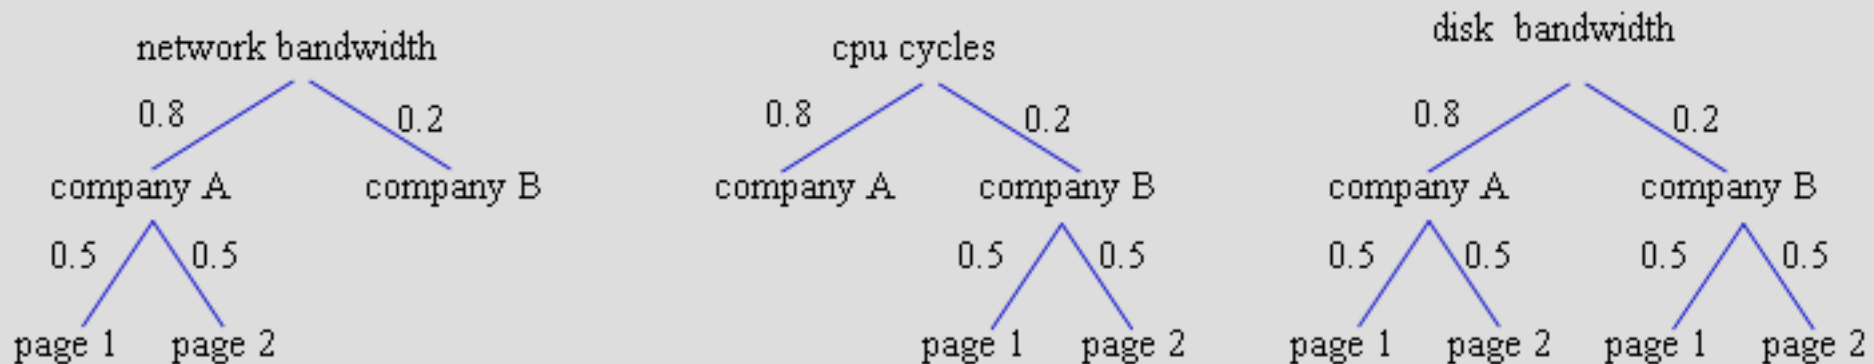 network bandwidth
0.8
0.2
company A
company B
0.5
0.5
page 1
page 2
cpu cycles
0.8
0.2
company A
company B
0.5
0.5
page 1
page 2
disk bandwidth
0.8
0.2
company A
company B
0.5
0.5
0.5
0.5
page 1
page 2
page 1
page 2